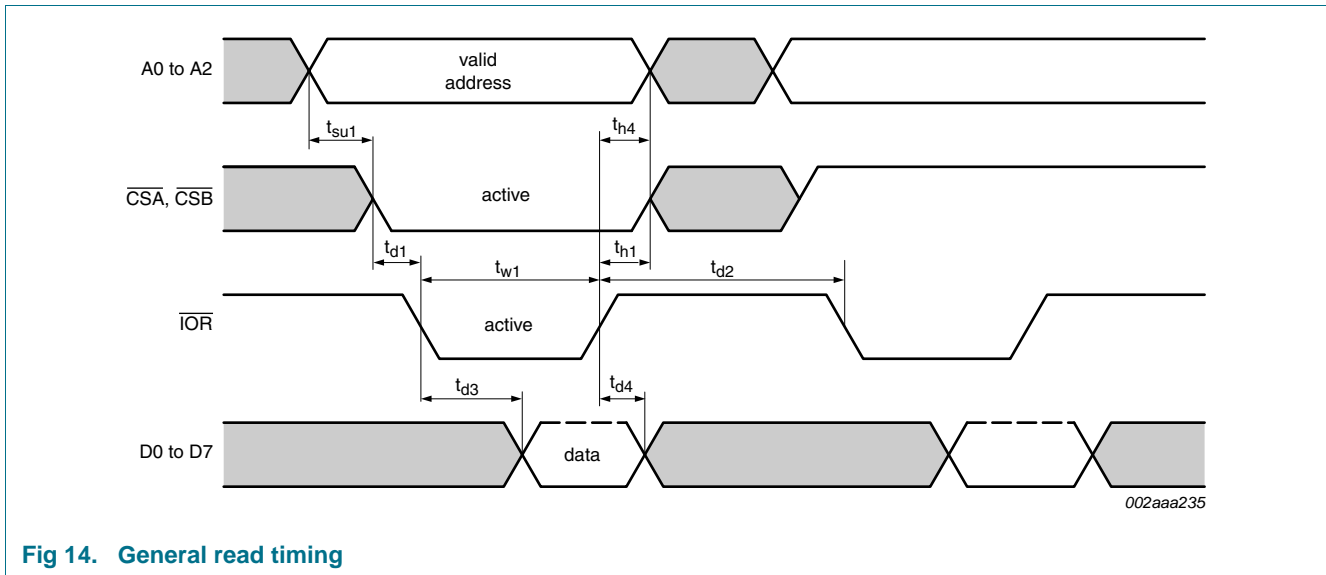 A0 to A2
valid
address
tsu1
th4
CSA, CSB
active
td1
tw1
th1
td2
IOR
active
td3
td4
D0 to D7
data
002aaa235
Fig 14. General read timing